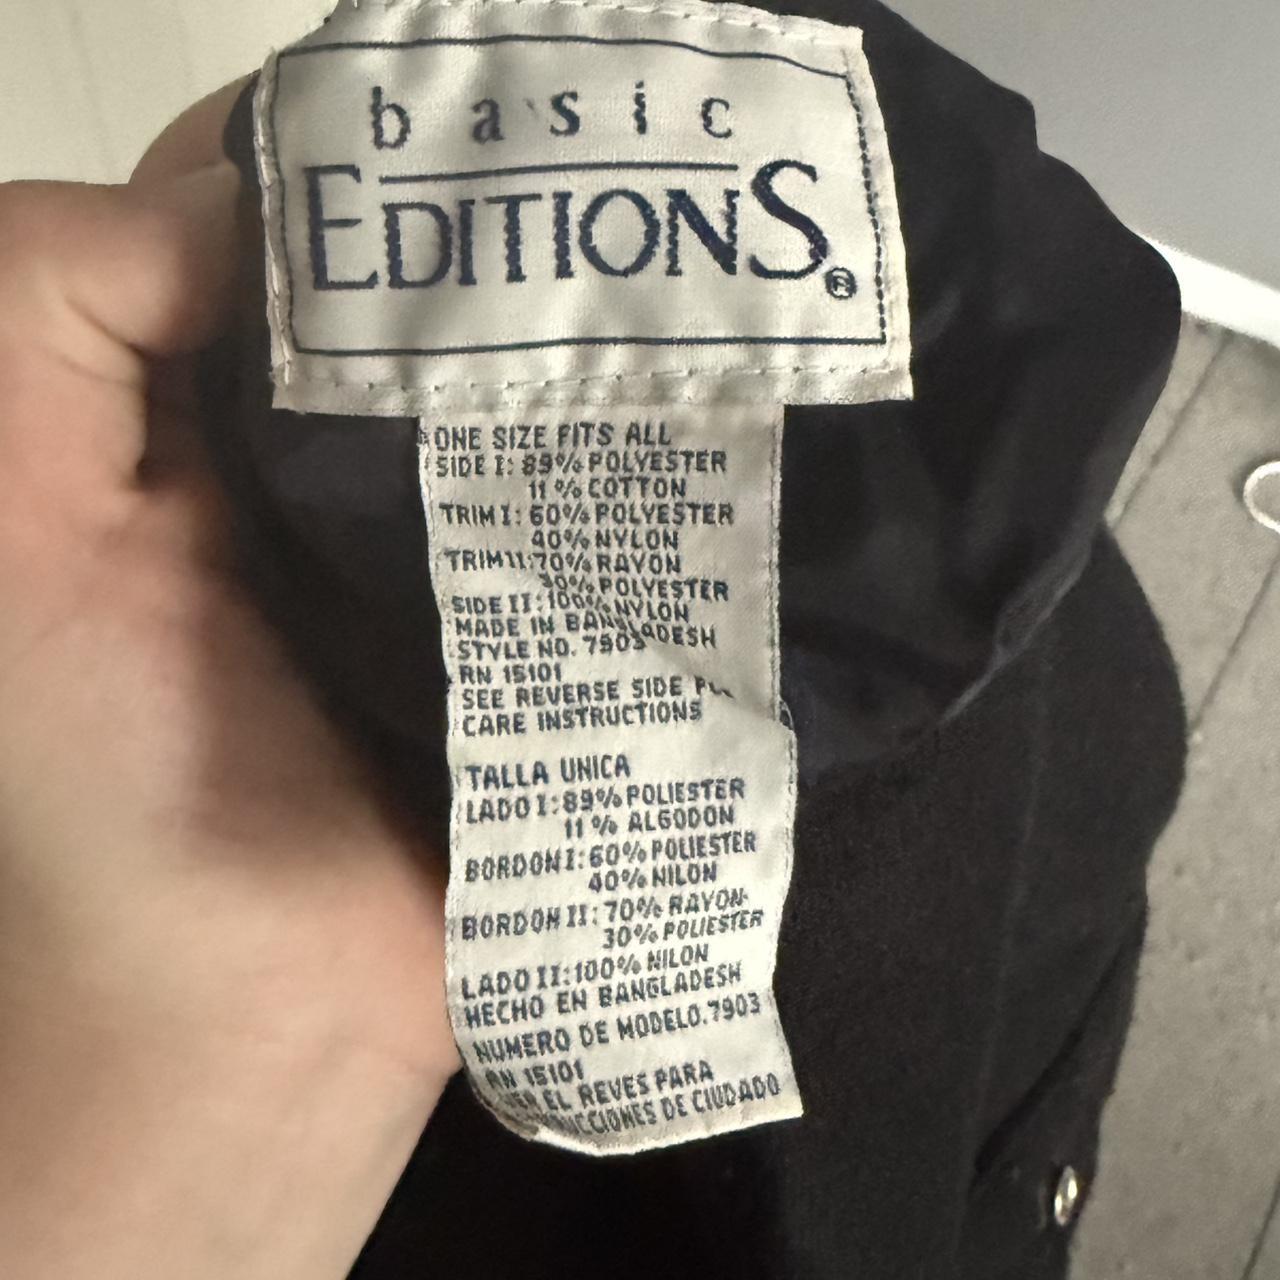 basic
EDITIONS®
ONE SIZE FITS ALL
SIDE I: 89% POLYESTER
11% COTTON
TRIM I: 60% POLYESTER
40% NYLON
TRIM II: 70% RAYON
30% POLYESTER
SIDE II: 100% NYLON
MADE IN BANGLADESH
STYLE NO. 7903
RN 15101
SEE REVERSE SIDE
CARE INSTRUCTIONS
TALLA UNICA
LADO I: 89% POLIESTER
11% ALGODON
BORDON I: 60% POLIESTER
40% NILON
BORDON II: 70% RAYON
30% POLIESTER
LADO II: 100% NILON
HECHO EN BANGLADESH
NUMERO DE MODELO. 7903
RN 15101
EL REVES PARA
DE CIUDADO